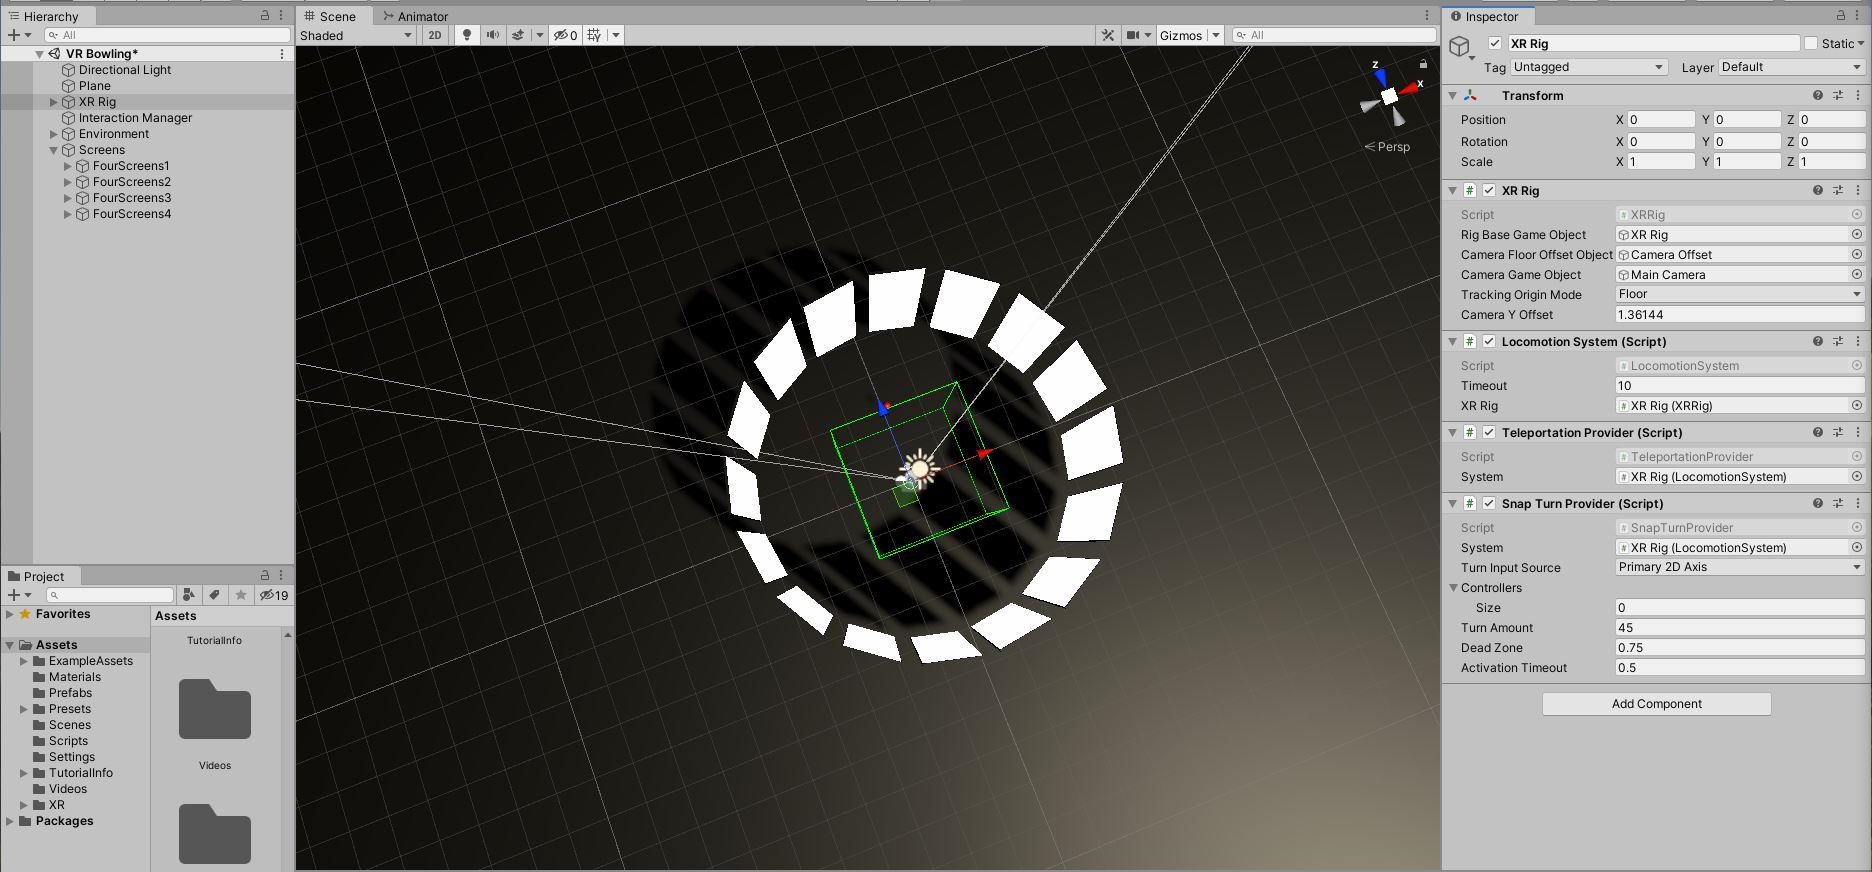 Hierarchy
All
VR Bowling*
Directional Light
Plane
XR Rig
Interaction Manager
Environment
Screens
FourScreens1
FourScreens2
FourScreens3
FourScreens4
Project
19
Favorites
Assets
ExampleAssets
Materials
Prefabs
Presets
Scenes
Scripts
Settings
TutorialInfo
Videos
XR
Packages
Assets
TutorialInfo
Videos
Scene Animator
Shaded 2D 0 Gizmos All
z
x
Persp
Inspector
XR Rig Static
Tag Untagged Layer Default
Transform
Position X 0 Y 0 Z 0
Rotation X 0 Y 0 Z 0
Scale X 1 Y 1 Z 1
# XR Rig
Script # XRRig
Rig Base Game Object XR Rig
Camera Floor Offset Object Camera Offset
Camera Game Object Main Camera
Tracking Origin Mode Floor
Camera Y Offset 1.36144
# Locomotion System (Script)
Script # LocomotionSystem
Timeout 10
XR Rig # XR Rig (XRRig)
# Teleportation Provider (Script)
Script # TeleportationProvider
System # XR Rig (LocomotionSystem)
# Snap Turn Provider (Script)
Script # SnapTurnProvider
System # XR Rig (LocomotionSystem)
Turn Input Source Primary 2D Axis
Controllers
Size 0
Turn Amount 45
Dead Zone 0.75
Activation Timeout 0.5
Add Component